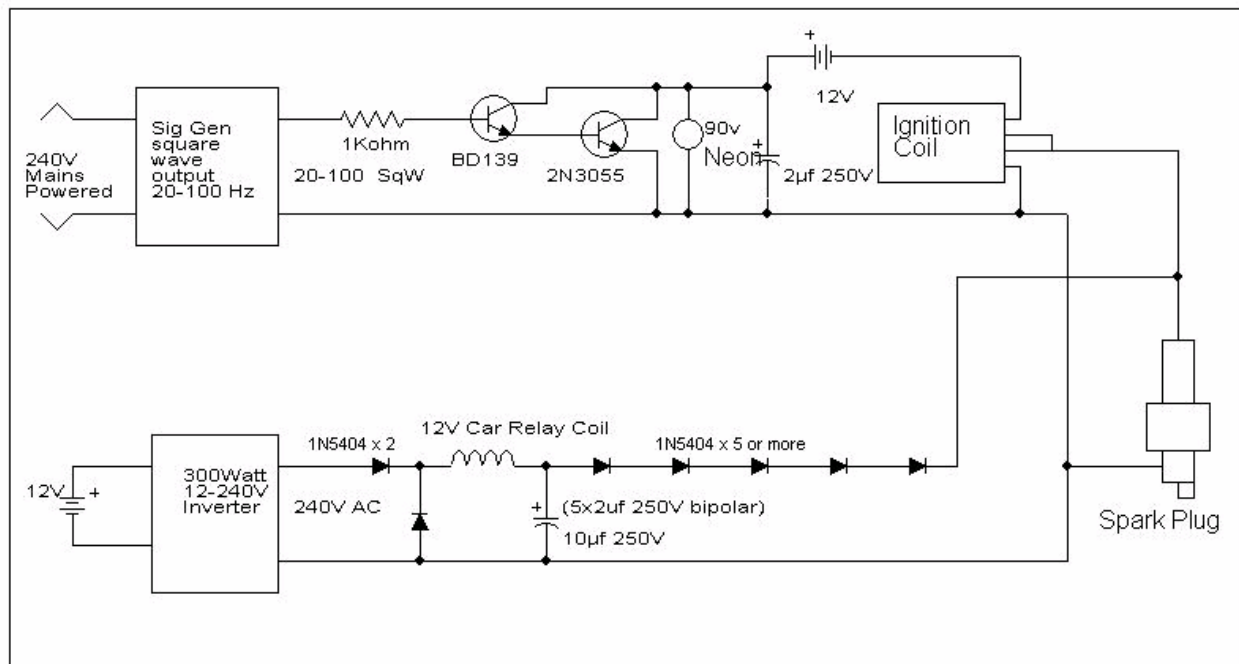 +
12V
Sig Gen
square
wave
output
20-100 Hz
240V
Mains
Powered
1Kohm
20-100 SqW
BD139
2N3055
90v
Neon
+
2µf 250V
Ignition
Coil
12V Car Relay Coil
1N5404 x 2
1N5404 x 5 or more
300Watt
12-240V
Inverter
12V
+
240V AC
+
(5x2uf 250V bipolar)
10µf 250V
Spark Plug